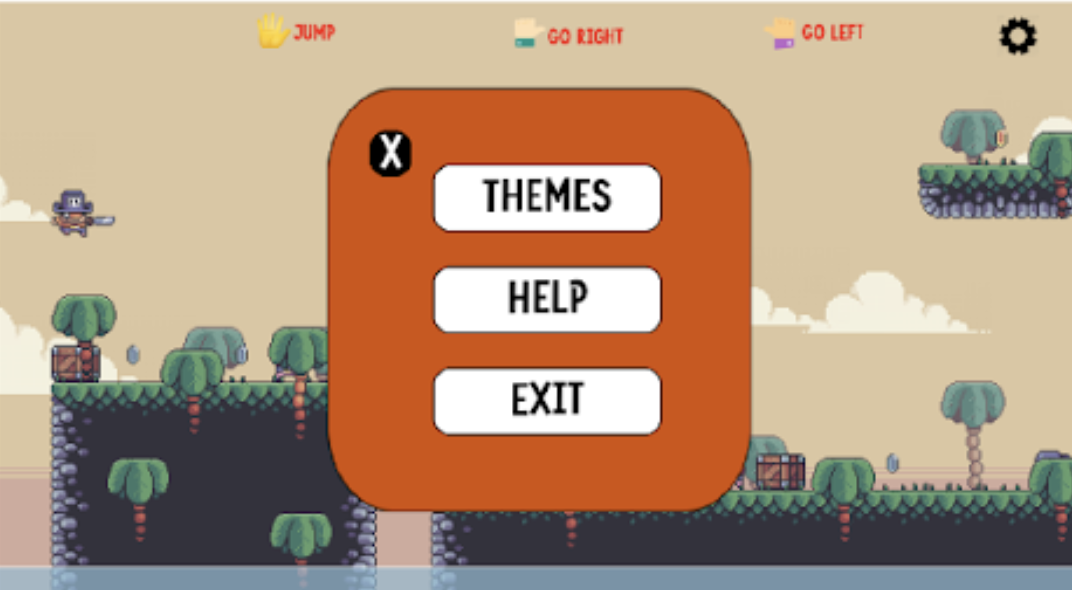 JUMP
GO RIGHT
GO LEFT
X
THEMES
HELP
EXIT